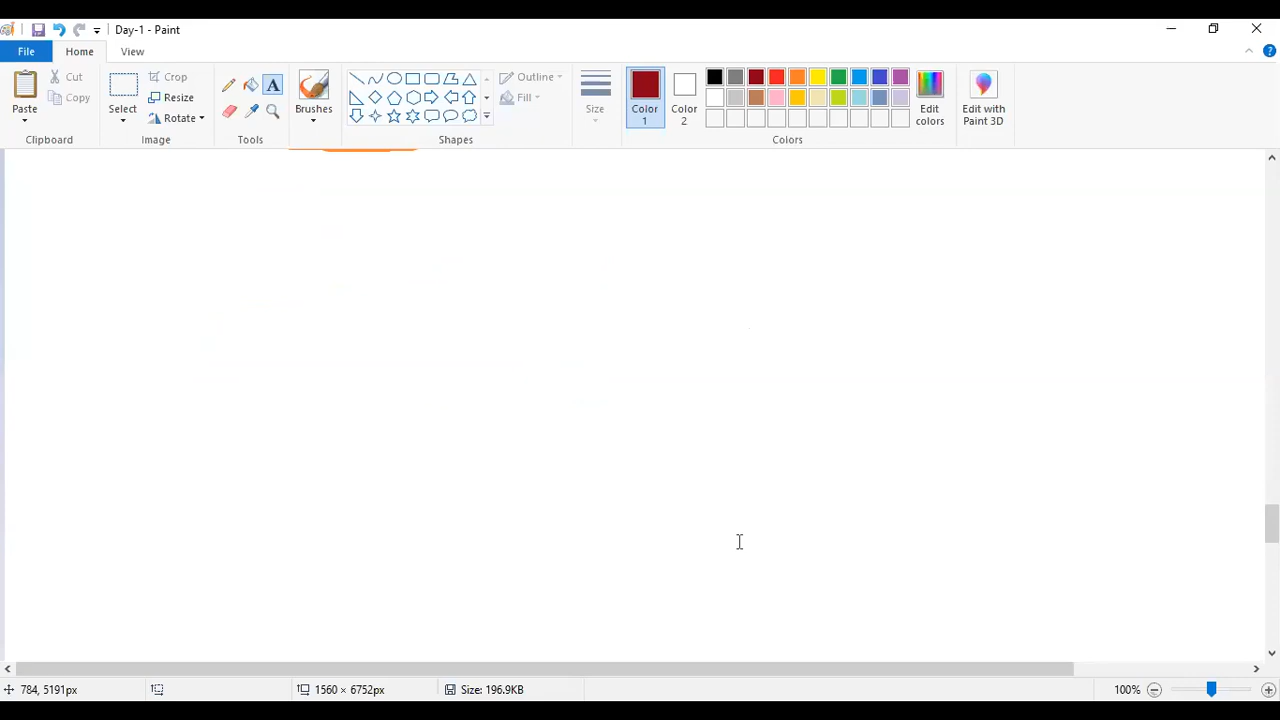 Day-1 - Paint
File Home View
Paste
Clipboard
Cut
Copy
Select
Crop
Resize
Rotate
Image
A
Tools
Brushes
Outline
Fill
Shapes
Size
Color 1
Color 2
Edit colors
Colors
Edit with Paint 3D
?
784, 5191px
1560 × 6752px
Size: 196.9KB
100%